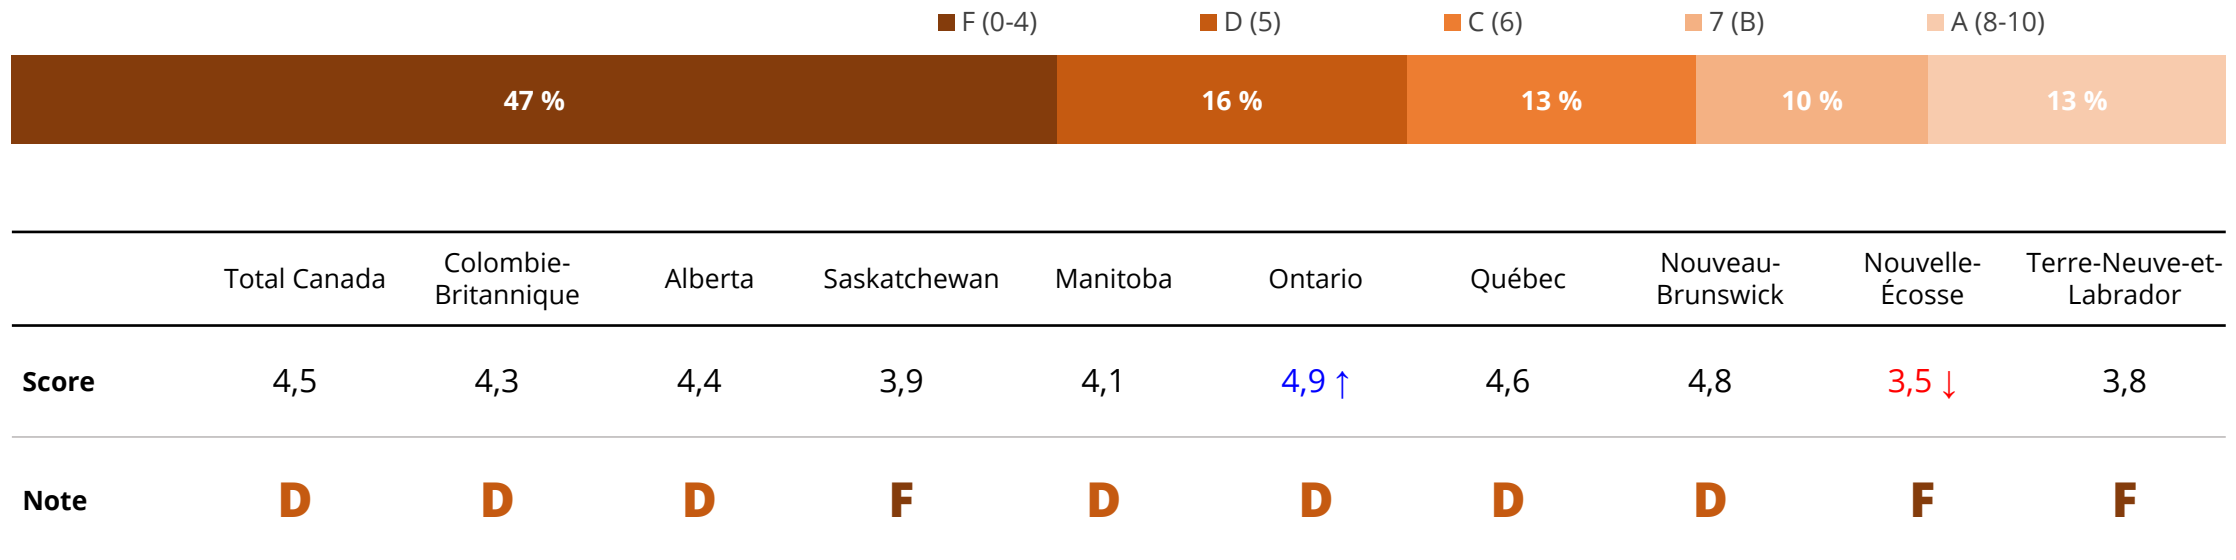 F (0-4) D (5) C (6) 7 (B) A (8-10)
47 % 16 % 13 % 10 % 13 %
Total Canada Colombie-Britannique Alberta Saskatchewan Manitoba Ontario Québec Nouveau-Brunswick Nouvelle-Écosse Terre-Neuve-et-Labrador
Score 4,5 4,3 4,4 3,9 4,1 4,9 ↑ 4,6 4,8 3,5 ↓ 3,8
Note D D D F D D D D F F